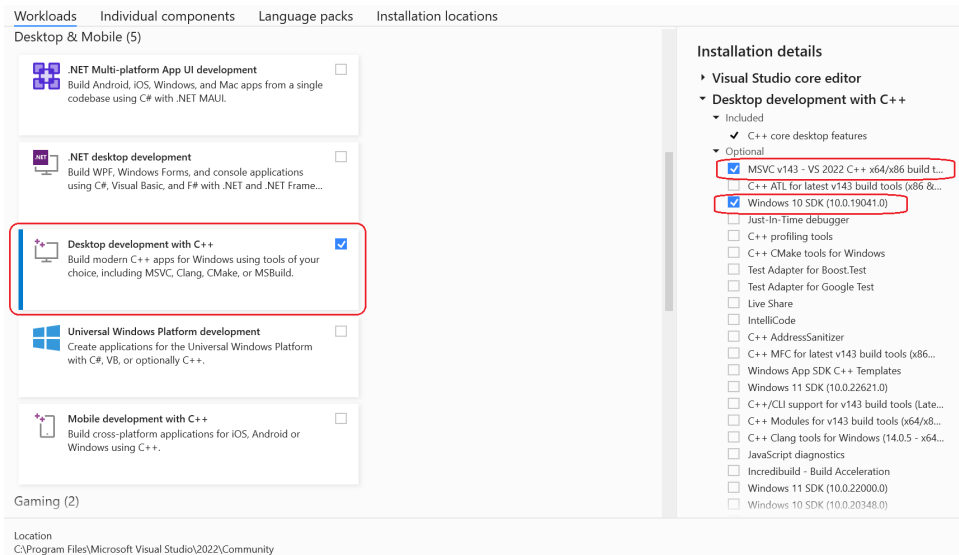 Workloads Individual components Language packs Installation locations
Desktop & Mobile (5)
.NET Multi-platform App UI development
Build Android, iOS, Windows, and Mac apps from a single
codebase using C# with .NET MAUI.
.NET
.NET desktop development
Build WPF, Windows Forms, and console applications
using C#, Visual Basic, and F# with .NET and .NET Frame...
Desktop development with C++
Build modern C++ apps for Windows using tools of your
choice, including MSVC, Clang, CMake, or MSBuild.
Universal Windows Platform development
Create applications for the Universal Windows Platform
with C#, VB, or optionally C++.
Mobile development with C++
Build cross-platform applications for iOS, Android or
Windows using C++.
Gaming (2)
Installation details
Visual Studio core editor
Desktop development with C++
Included
C++ core desktop features
Optional
MSVC v143 - VS 2022 C++ x64/x86 build t...
C++ ATL for latest v143 build tools (x86 &...
Windows 10 SDK (10.0.19041.0)
Just-In-Time debugger
C++ profiling tools
C++ CMake tools for Windows
Test Adapter for Boost.Test
Test Adapter for Google Test
Live Share
IntelliCode
C++ AddressSanitizer
C++ MFC for latest v143 build tools (x86...
Windows App SDK C++ Templates
Windows 11 SDK (10.0.22621.0)
C++/CLI support for v143 build tools (Late...
C++ Modules for v143 build tools (x64/x8...
C++ Clang tools for Windows (14.0.5 - x64...
JavaScript diagnostics
Incredibuild - Build Acceleration
Windows 11 SDK (10.0.22000.0)
Windows 10 SDK (10.0.20348.0)
Location
C:\Program Files\Microsoft Visual Studio\2022\Community